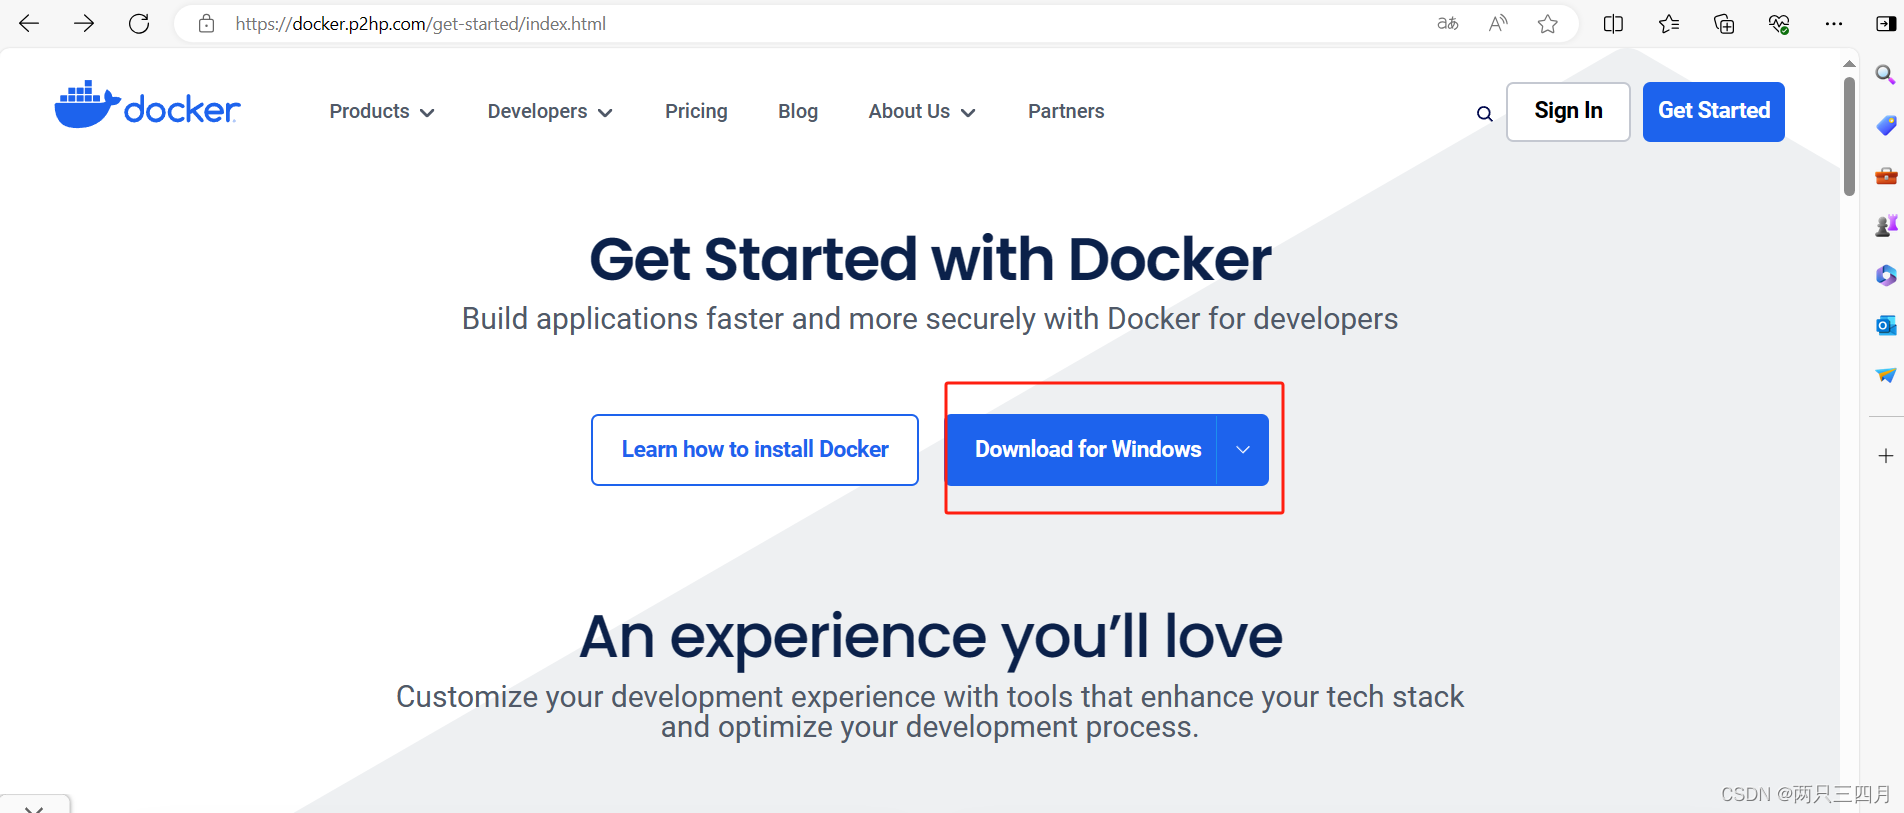 https://docker.p2hp.com/get-started/index.html
docker
Products
Developers
Pricing
Blog
About Us
Partners
Sign In
Get Started
Get Started with Docker
Build applications faster and more securely with Docker for developers
Learn how to install Docker
Download for Windows
An experience you’ll love
Customize your development experience with tools that enhance your tech stack
and optimize your development process.
CSDN @两只三四月